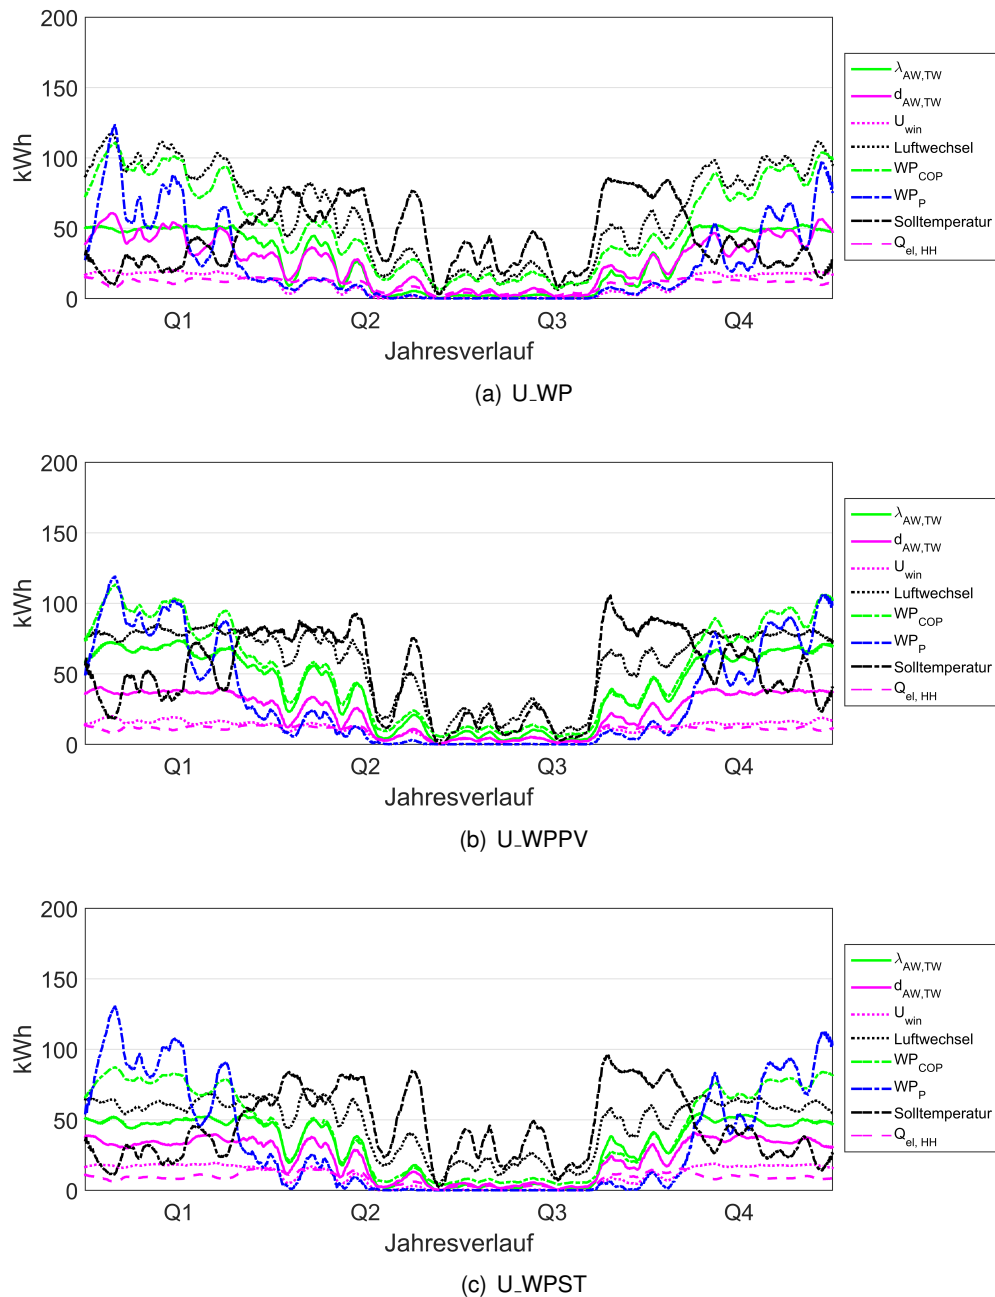 200
150
100
50
0
kWh
Q1 Q2 Q3 Q4
Jahresverlauf
λAW,TW
dAW,TW
Uwin
Luftwechsel
WPCOP
WPP
Solltemperatur
Qel, HH
(a) U_WP
200
150
100
50
0
kWh
Q1 Q2 Q3 Q4
Jahresverlauf
λAW,TW
dAW,TW
Uwin
Luftwechsel
WPCOP
WPP
Solltemperatur
Qel, HH
(b) U_WPPV
200
150
100
50
0
kWh
Q1 Q2 Q3 Q4
Jahresverlauf
λAW,TW
dAW,TW
Uwin
Luftwechsel
WPCOP
WPP
Solltemperatur
Qel, HH
(c) U_WPST